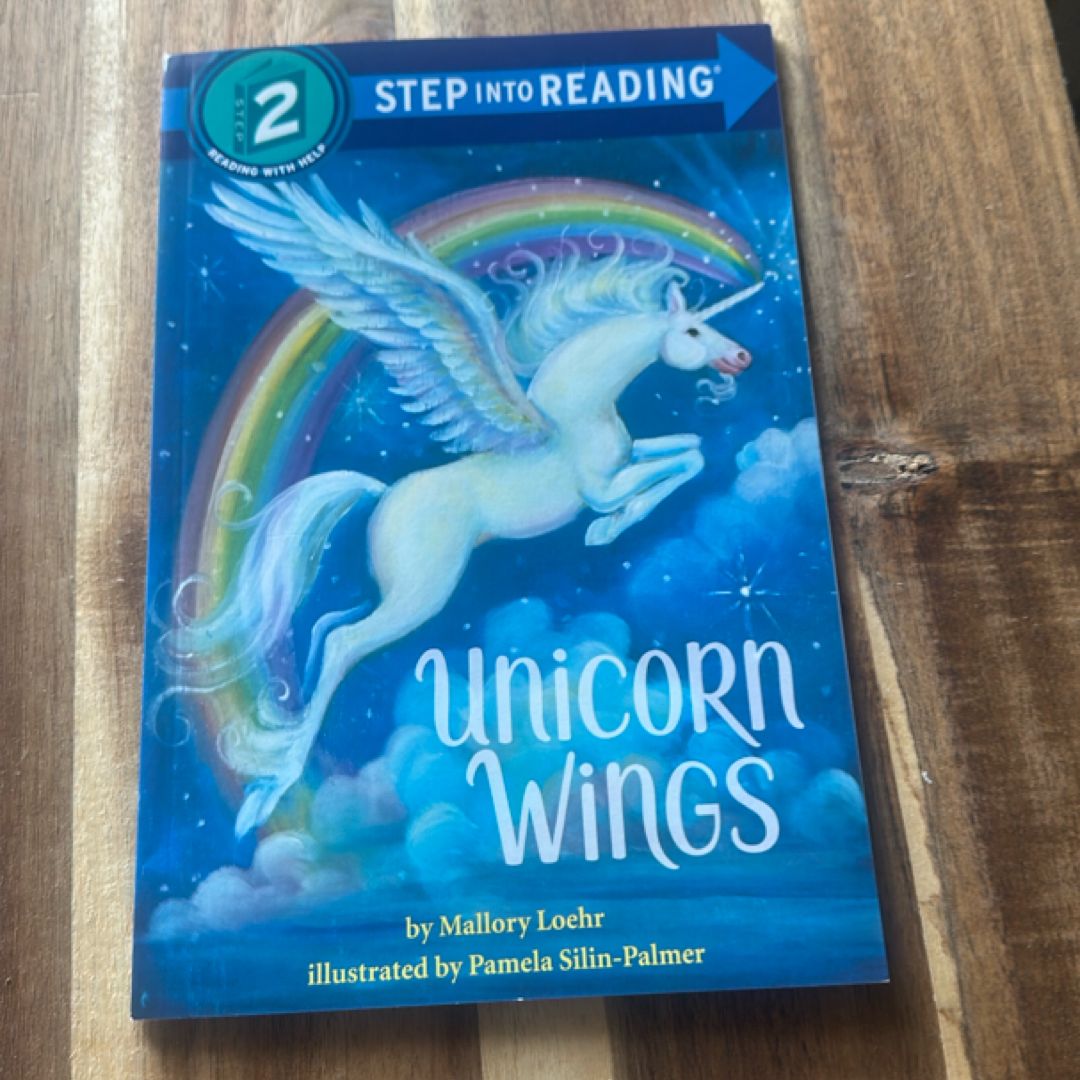 STEP 2
READING WITH HELP
STEP INTO READING®
Unicorn
Wings
by Mallory Loehr
illustrated by Pamela Silin-Palmer